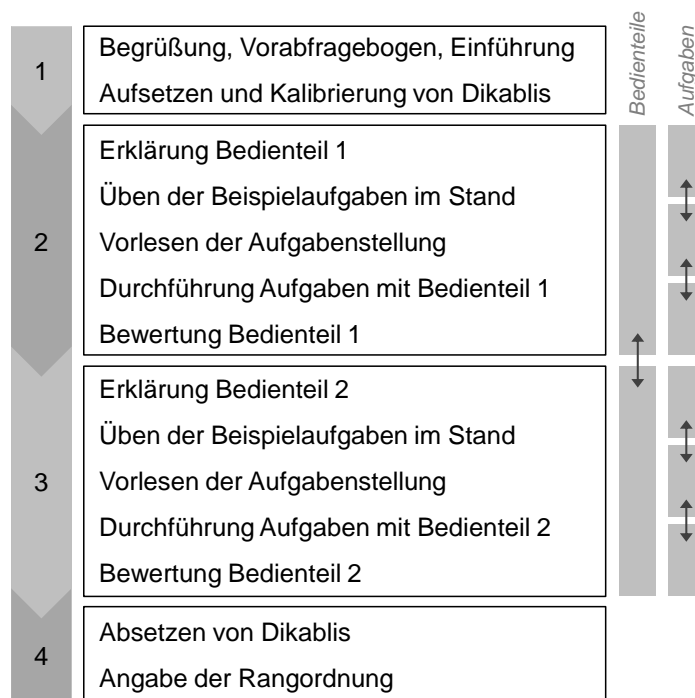 Bedienteile
Aufgaben
1
Begrüßung, Vorabfragebogen, Einführung
Aufsetzen und Kalibrierung von Dikablis
2
Erklärung Bedienteil 1
Üben der Beispielaufgaben im Stand
Vorlesen der Aufgabenstellung
Durchführung Aufgaben mit Bedienteil 1
Bewertung Bedienteil 1
3
Erklärung Bedienteil 2
Üben der Beispielaufgaben im Stand
Vorlesen der Aufgabenstellung
Durchführung Aufgaben mit Bedienteil 2
Bewertung Bedienteil 2
4
Absetzen von Dikablis
Angabe der Rangordnung